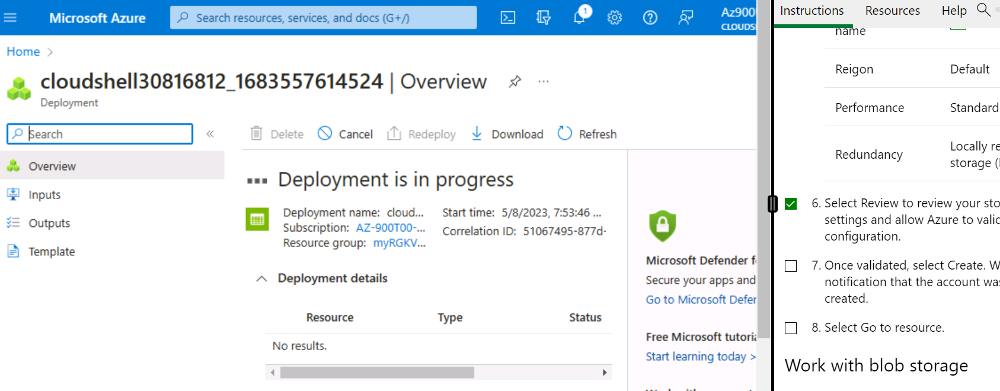 Microsoft Azure
Search resources, services, and docs (G+/)
1
Az900
CLOUDS
Home
cloudshell30816812_1683557614524 | Overview
...
Deployment
Search
«
Delete
Cancel
Redeploy
Download
Refresh
Overview
Inputs
Outputs
Template
Deployment is in progress
Deployment name: cloud...
Subscription: AZ-900T00-...
Resource group: myRGKV...
Start time: 5/8/2023, 7:53:46 ...
Correlation ID: 51067495-877d-
Deployment details
Resource Type Status
No results.
Microsoft Defender f
Secure your apps and
Go to Microsoft Defer
Free Microsoft tutoria
Start learning today >
Instructions Resources Help
name
Reigon Default
Performance Standard
Redundancy
Locally re
storage (
6. Select Review to review your sto
settings and allow Azure to valid
configuration.
7. Once validated, select Create. W
notification that the account was
created.
8. Select Go to resource.
Work with blob storage